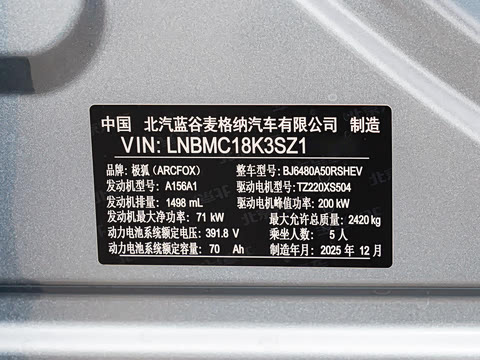 中国 北汽蓝谷麦格纳汽车有限公司 制造
VIN: LNBMC18K3SZ1
品牌: 极狐 (ARCFOX) 整车型号: BJ6480A50RSHEV
发动机型号: A156A1 驱动电机型号: TZ220XS504
发动机排量: 1498 mL 驱动电机峰值功率: 200 kW
发动机最大净功率: 71 kW 最大允许总质量: 2420 kg
动力电池系统额定电压: 391.8 V 乘坐人数: 5 人
动力电池系统额定容量: 70 Ah 制造年月: 2025 年 12 月